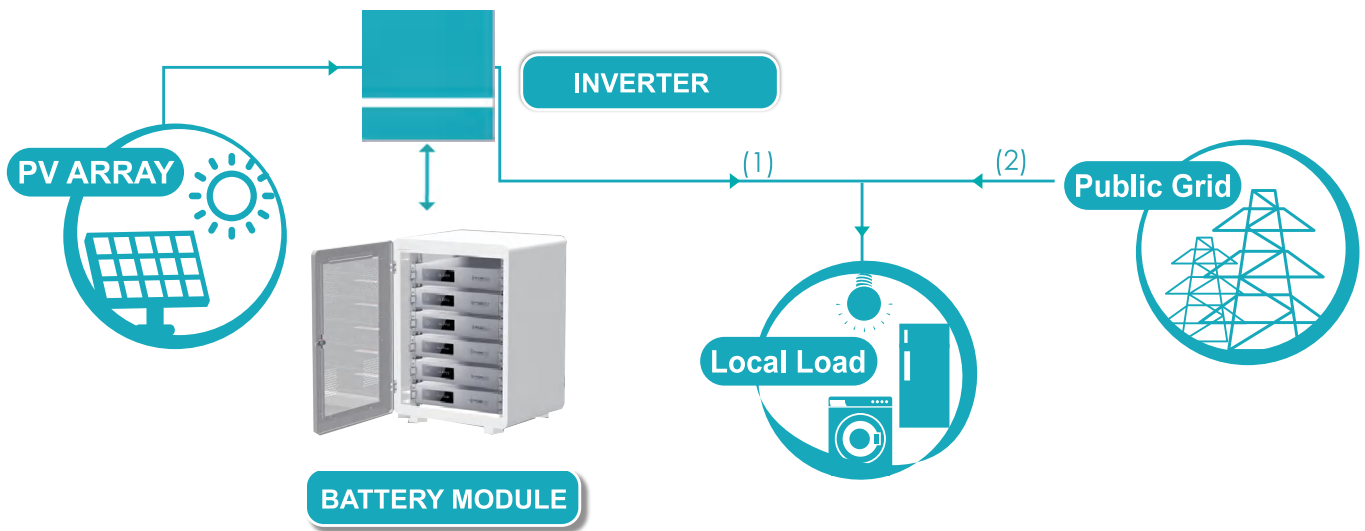 INVERTER
PV ARRAY
(1)
(2)
Public Grid
Local Load
BATTERY MODULE